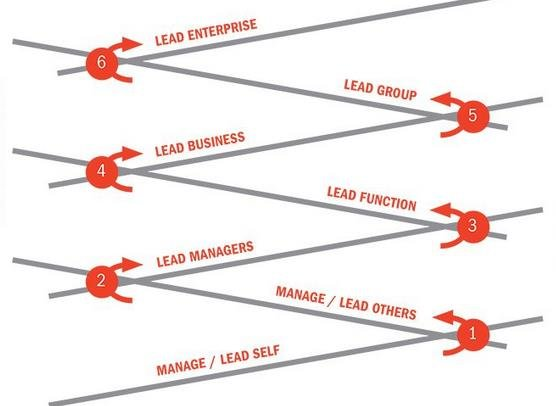 LEAD ENTERPRISE
6
LEAD GROUP
5
LEAD BUSINESS
4
LEAD FUNCTION
3
LEAD MANAGERS
2
MANAGE / LEAD OTHERS
1
MANAGE / LEAD SELF